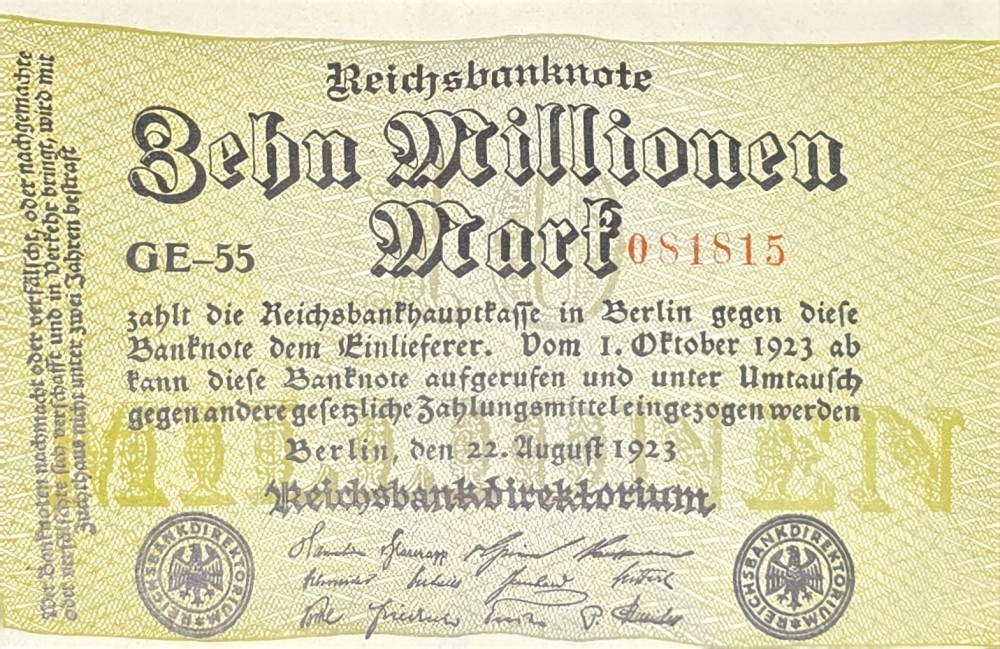 Reichsbanknote
Zehn Millionen
Mark
GE–55
081815
zahlt die Reichsbankhauptkasse in Berlin gegen diese
Banknote dem Einlieferer. Vom 1. Oktober 1923 ab
kann diese Banknote aufgerufen und unter Umtausch
gegen andere gesetzliche Zahlungsmittel eingezogen werden
Berlin, den 22. August 1923
Reichsbankdirektorium
MILLIONEN
REICHSBANKDIREKTORIUM
REICHSBANKDIREKTORIUM
Wer Banknoten nachmacht oder verfälscht, oder nachgemachte
oder verfälschte sich verschafft und in Verkehr bringt, wird mit
Zuchthaus nicht unter zwei Jahren bestraft